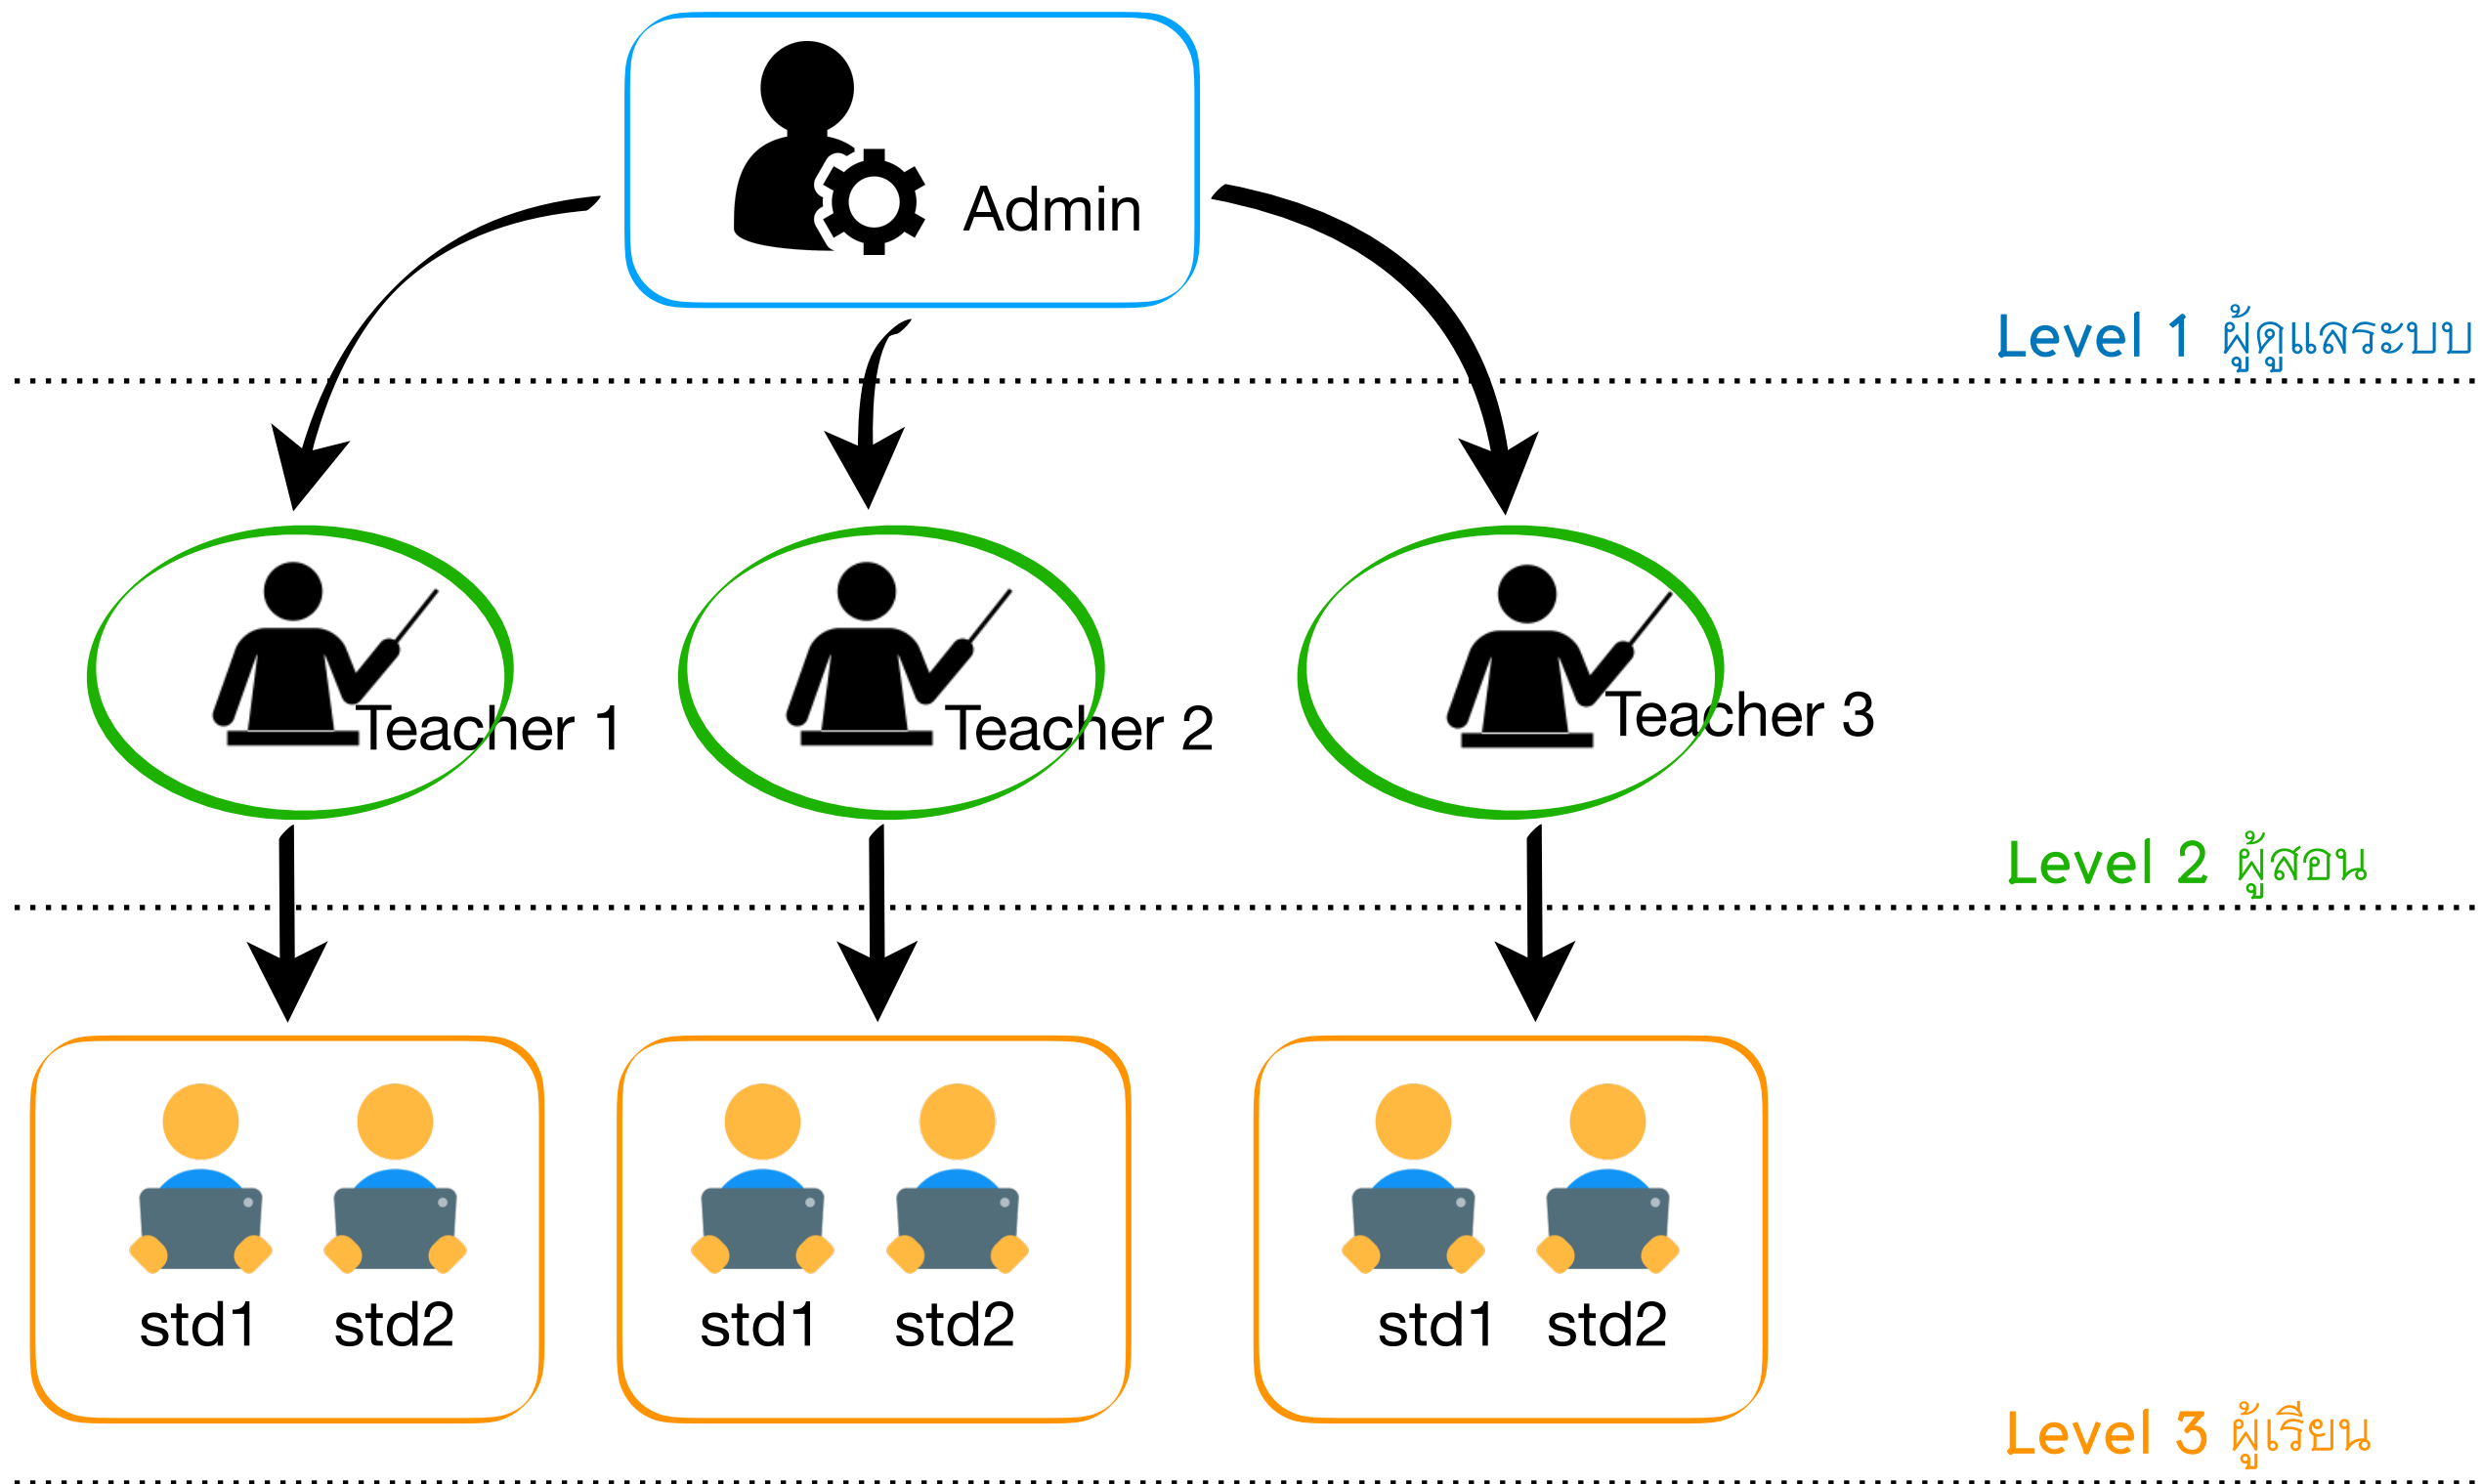 Admin
Level 1 ผู้ดูแลระบบ
Teacher 1
Teacher 2
Teacher 3
Level 2 ผู้สอน
std1
std2
std1
std2
std1
std2
Level 3 ผู้เรียน